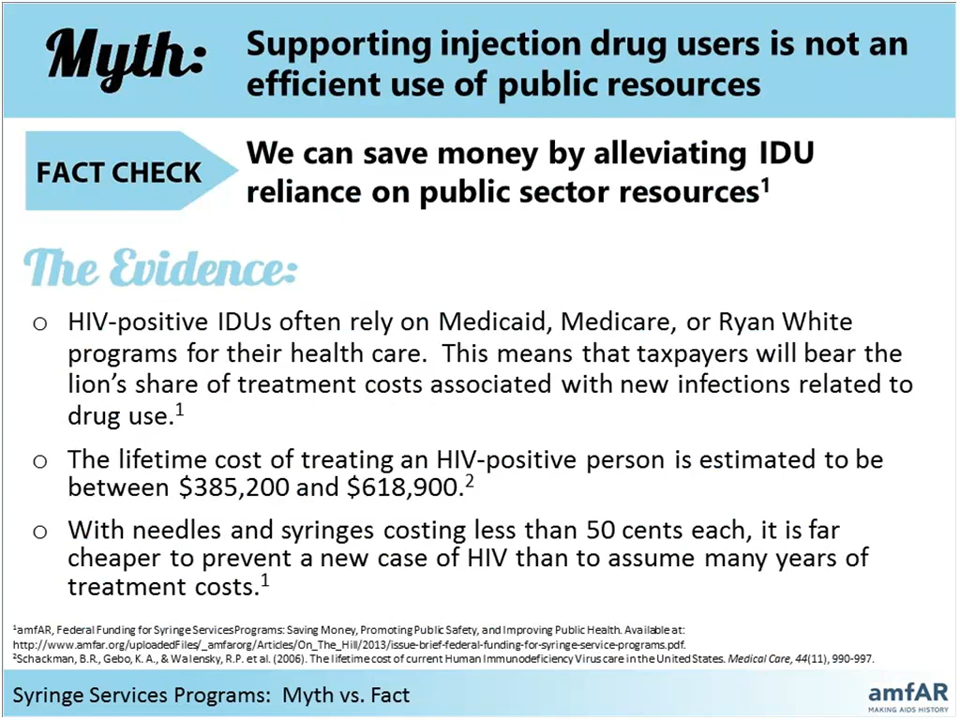 Myth:
Supporting injection drug users is not an
efficient use of public resources
FACT CHECK
We can save money by alleviating IDU
reliance on public sector resources¹
The Evidence:
o HIV-positive IDUs often rely on Medicaid, Medicare, or Ryan White
programs for their health care. This means that taxpayers will bear the
lion's share of treatment costs associated with new infections related to
drug use.¹
o The lifetime cost of treating an HIV-positive person is estimated to be
between $385,200 and $618,900.²
o With needles and syringes costing less than 50 cents each, it is far
cheaper to prevent a new case of HIV than to assume many years of
treatment costs.¹
¹amfAR, Federal Funding for Syringe Services Programs: Saving Money, Promoting Public Safety, and Improving Public Health. Available at:
http://www.amfar.org/uploadedFiles/_amfarorg/Articles/On_The_Hill/2013/issue-brief-federal-funding-for-syringe-service-programs.pdf.
²Schackman, B.R., Gebo, K. A., & Walensky, R.P. et al. (2006). The lifetime cost of current Human Immunodeficiency Virus care in the United States. Medical Care, 44(11), 990-997.
Syringe Services Programs: Myth vs. Fact
amfAR
MAKING AIDS HISTORY